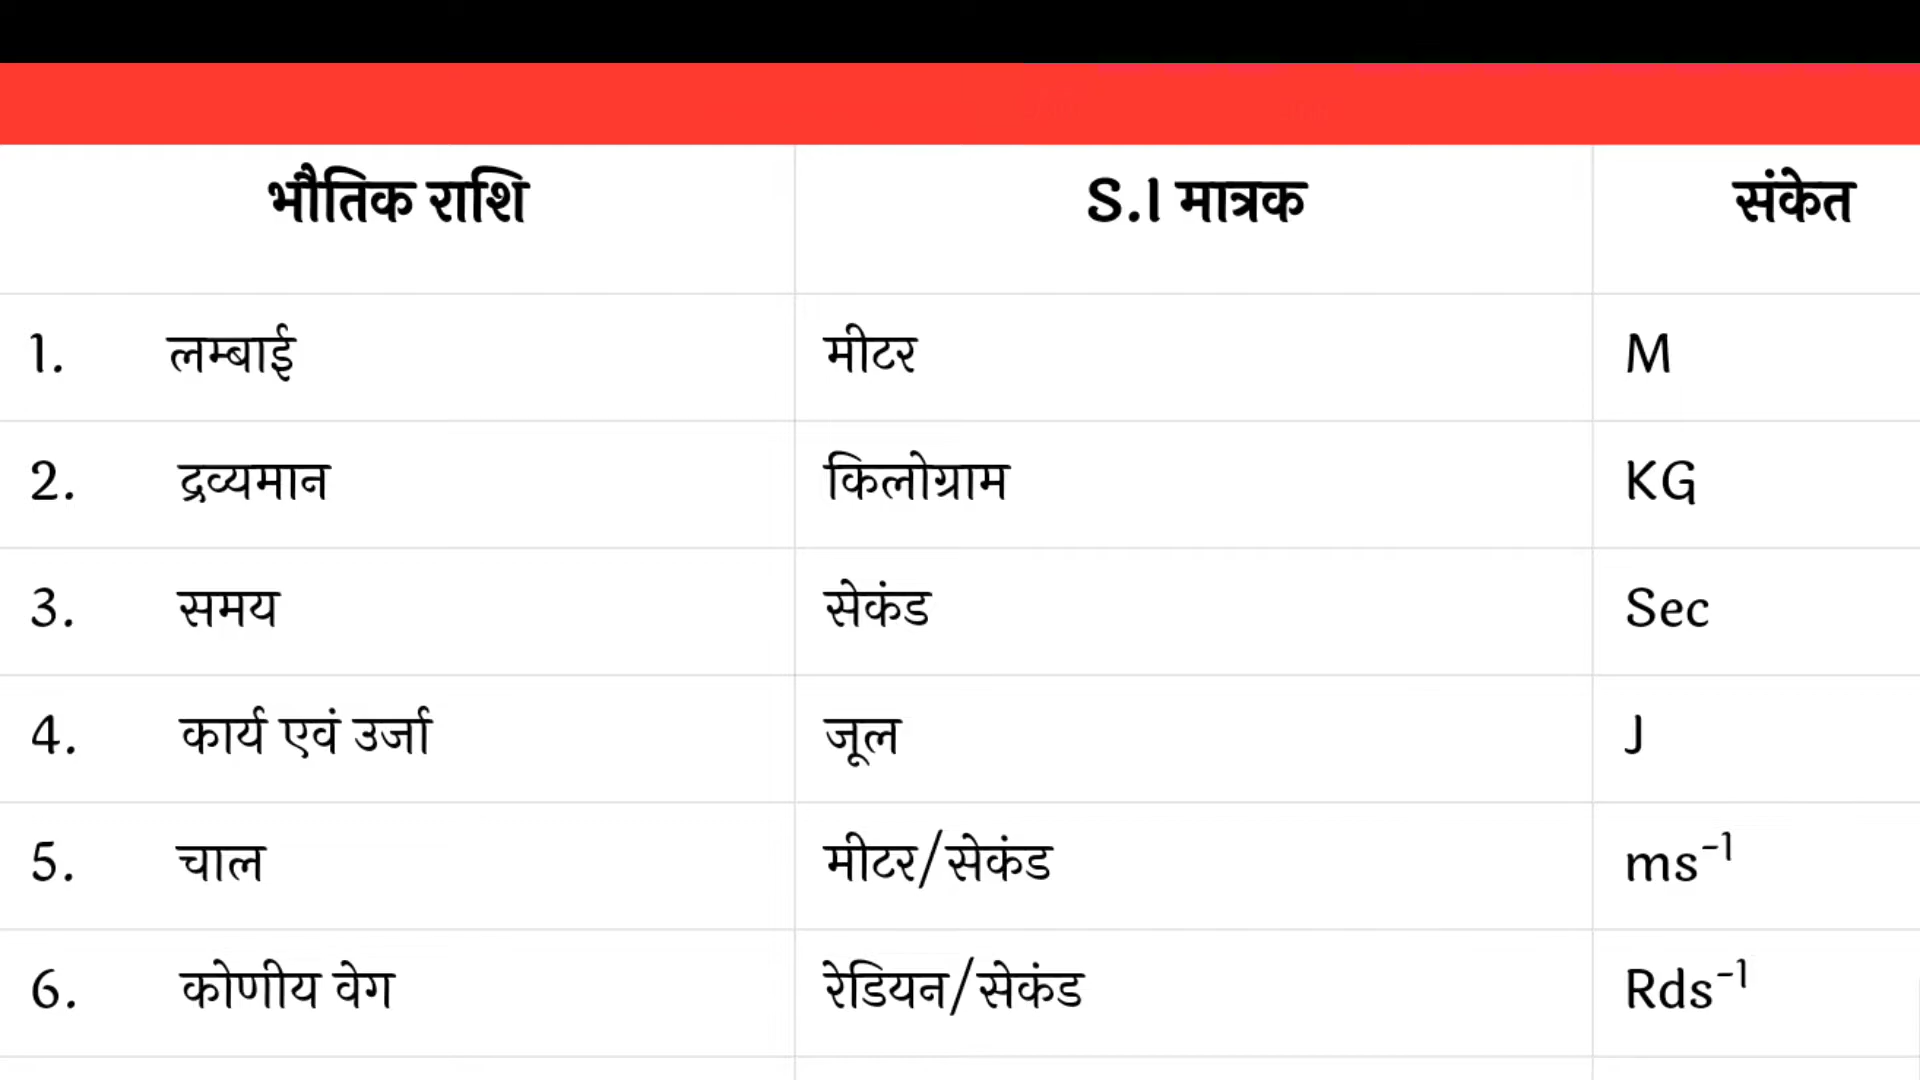 भौतिक राशि S.I मात्रक संकेत
1. लम्बाई मीटर M
2. द्रव्यमान किलोग्राम KG
3. समय सेकंड Sec
4. कार्य एवं उर्जा जूल J
5. चाल मीटर/सेकंड ms⁻¹
6. कोणीय वेग रेडियन/सेकंड Rds⁻¹